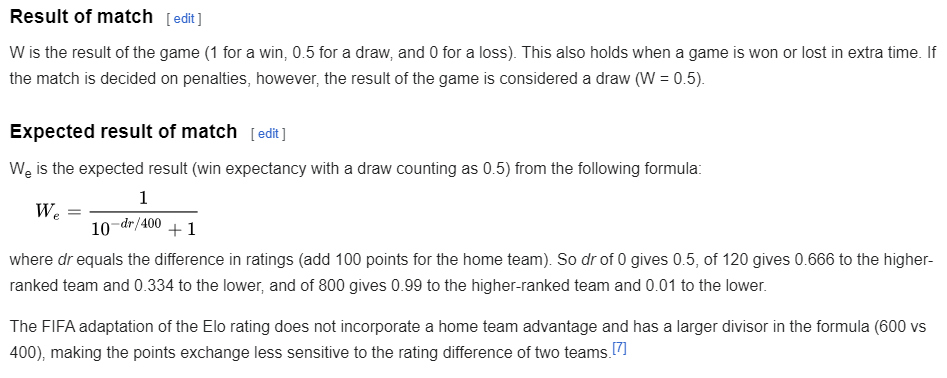 Result of match [ edit ]
W is the result of the game (1 for a win, 0.5 for a draw, and 0 for a loss). This also holds when a game is won or lost in extra time. If
the match is decided on penalties, however, the result of the game is considered a draw (W = 0.5).
Expected result of match [ edit ]
We is the expected result (win expectancy with a draw counting as 0.5) from the following formula:
We = 1 / (10^(−dr/400) + 1)
where dr equals the difference in ratings (add 100 points for the home team). So dr of 0 gives 0.5, of 120 gives 0.666 to the higher-
ranked team and 0.334 to the lower, and of 800 gives 0.99 to the higher-ranked team and 0.01 to the lower.
The FIFA adaptation of the Elo rating does not incorporate a home team advantage and has a larger divisor in the formula (600 vs
400), making the points exchange less sensitive to the rating difference of two teams.[7]